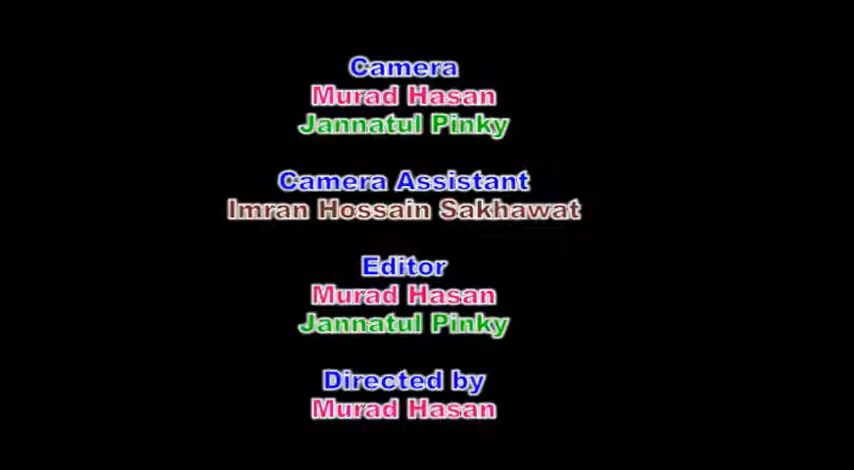 Camera
Murad Hasan
Jannatul Pinky
Camera Assistant
Imran Hossain Sakhawat
Editor
Murad Hasan
Jannatul Pinky
Directed by
Murad Hasan